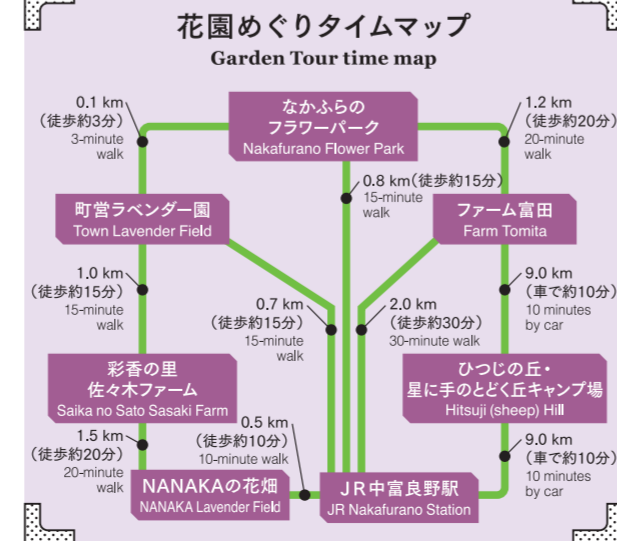 花園めぐりタイムマップ
Garden Tour time map
0.1 km
(徒歩約3分)
3-minute
walk
なかふらの
フラワーパーク
Nakafurano Flower Park
1.2 km
(徒歩約20分)
20-minute
walk
0.8 km(徒歩約15分)
15-minute
walk
町営ラベンダー園
Town Lavender Field
ファーム富田
Farm Tomita
1.0 km
(徒歩約15分)
15-minute
walk
0.7 km
(徒歩約15分)
15-minute
walk
2.0 km
(徒歩約30分)
30-minute walk
9.0 km
(車で約10分)
10 minutes
by car
彩香の里
佐々木ファーム
Saika no Sato Sasaki Farm
ひつじの丘・
星に手のとどく丘キャンプ場
Hitsuji (sheep) Hill
1.5 km
(徒歩約20分)
20-minute
walk
0.5 km
(徒歩約10分)
10-minute walk
9.0 km
(車で約10分)
10 minutes
by car
NANAKAの花畑
NANAKA Lavender Field
JR中富良野駅
JR Nakafurano Station